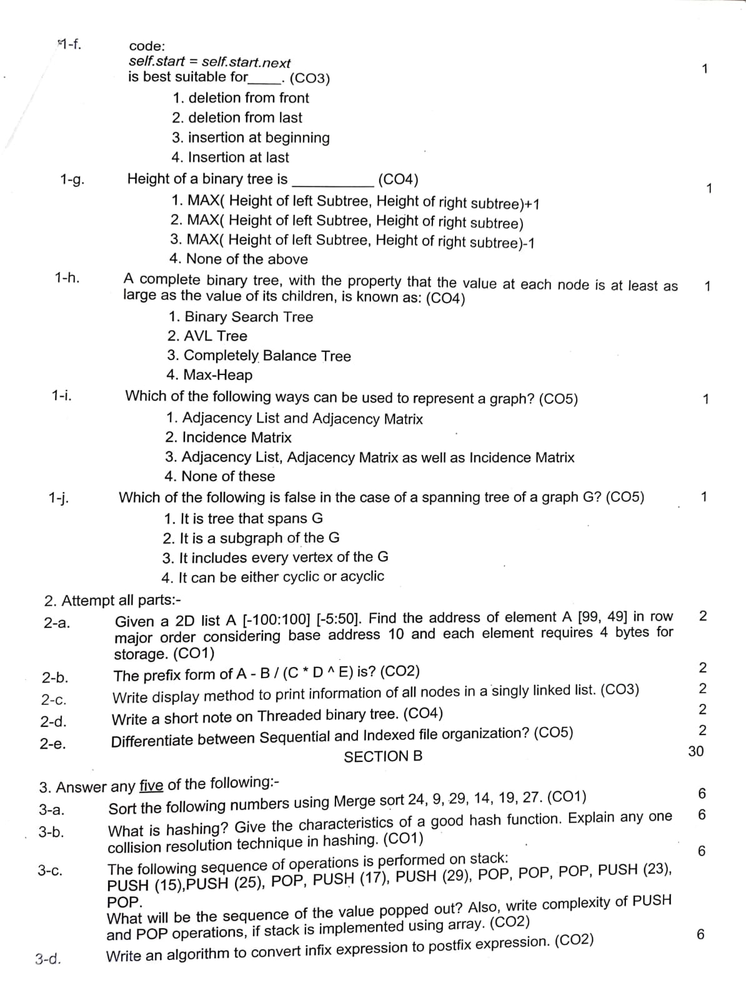 1-f. code:
self.start = self.start.next
is best suitable for____. (CO3) 1
1. deletion from front
2. deletion from last
3. insertion at beginning
4. Insertion at last
1-g. Height of a binary tree is __________ (CO4) 1
1. MAX( Height of left Subtree, Height of right subtree)+1
2. MAX( Height of left Subtree, Height of right subtree)
3. MAX( Height of left Subtree, Height of right subtree)-1
4. None of the above
1-h. A complete binary tree, with the property that the value at each node is at least as 1
large as the value of its children, is known as: (CO4)
1. Binary Search Tree
2. AVL Tree
3. Completely Balance Tree
4. Max-Heap
1-i. Which of the following ways can be used to represent a graph? (CO5) 1
1. Adjacency List and Adjacency Matrix
2. Incidence Matrix
3. Adjacency List, Adjacency Matrix as well as Incidence Matrix
4. None of these
1-j. Which of the following is false in the case of a spanning tree of a graph G? (CO5) 1
1. It is tree that spans G
2. It is a subgraph of the G
3. It includes every vertex of the G
4. It can be either cyclic or acyclic
2. Attempt all parts:-
2-a. Given a 2D list A [-100:100] [-5:50]. Find the address of element A [99, 49] in row 2
major order considering base address 10 and each element requires 4 bytes for
storage. (CO1)
2-b. The prefix form of A - B / (C * D ^ E) is? (CO2) 2
2-c. Write display method to print information of all nodes in a singly linked list. (CO3) 2
2-d. Write a short note on Threaded binary tree. (CO4) 2
2-e. Differentiate between Sequential and Indexed file organization? (CO5) 2
SECTION B 30
3. Answer any five of the following:-
3-a. Sort the following numbers using Merge sort 24, 9, 29, 14, 19, 27. (CO1) 6
3-b. What is hashing? Give the characteristics of a good hash function. Explain any one 6
collision resolution technique in hashing. (CO1)
3-c. The following sequence of operations is performed on stack: 6
PUSH (15),PUSH (25), POP, PUSH (17), PUSH (29), POP, POP, POP, PUSH (23),
POP.
What will be the sequence of the value popped out? Also, write complexity of PUSH
and POP operations, if stack is implemented using array. (CO2)
3-d. Write an algorithm to convert infix expression to postfix expression. (CO2) 6